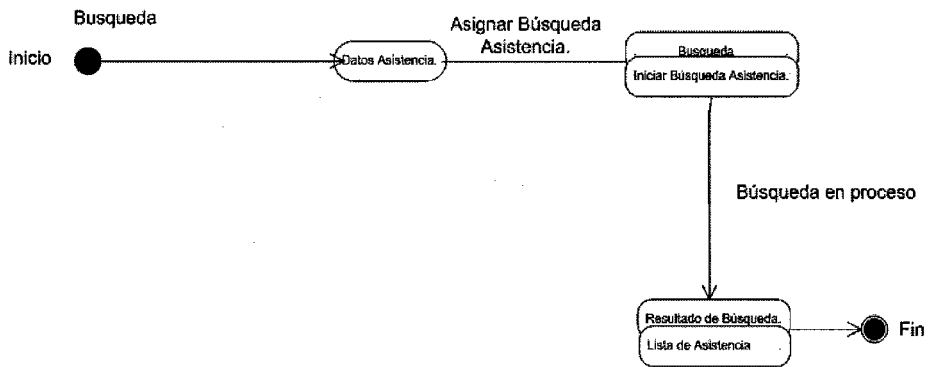 Busqueda
Inicio
Datos Asistencia.
Asignar Búsqueda
Asistencia.
Busqueda
Iniciar Búsqueda Asistencia.
Búsqueda en proceso
Resultado de Búsqueda.
Lista de Asistencia
Fin